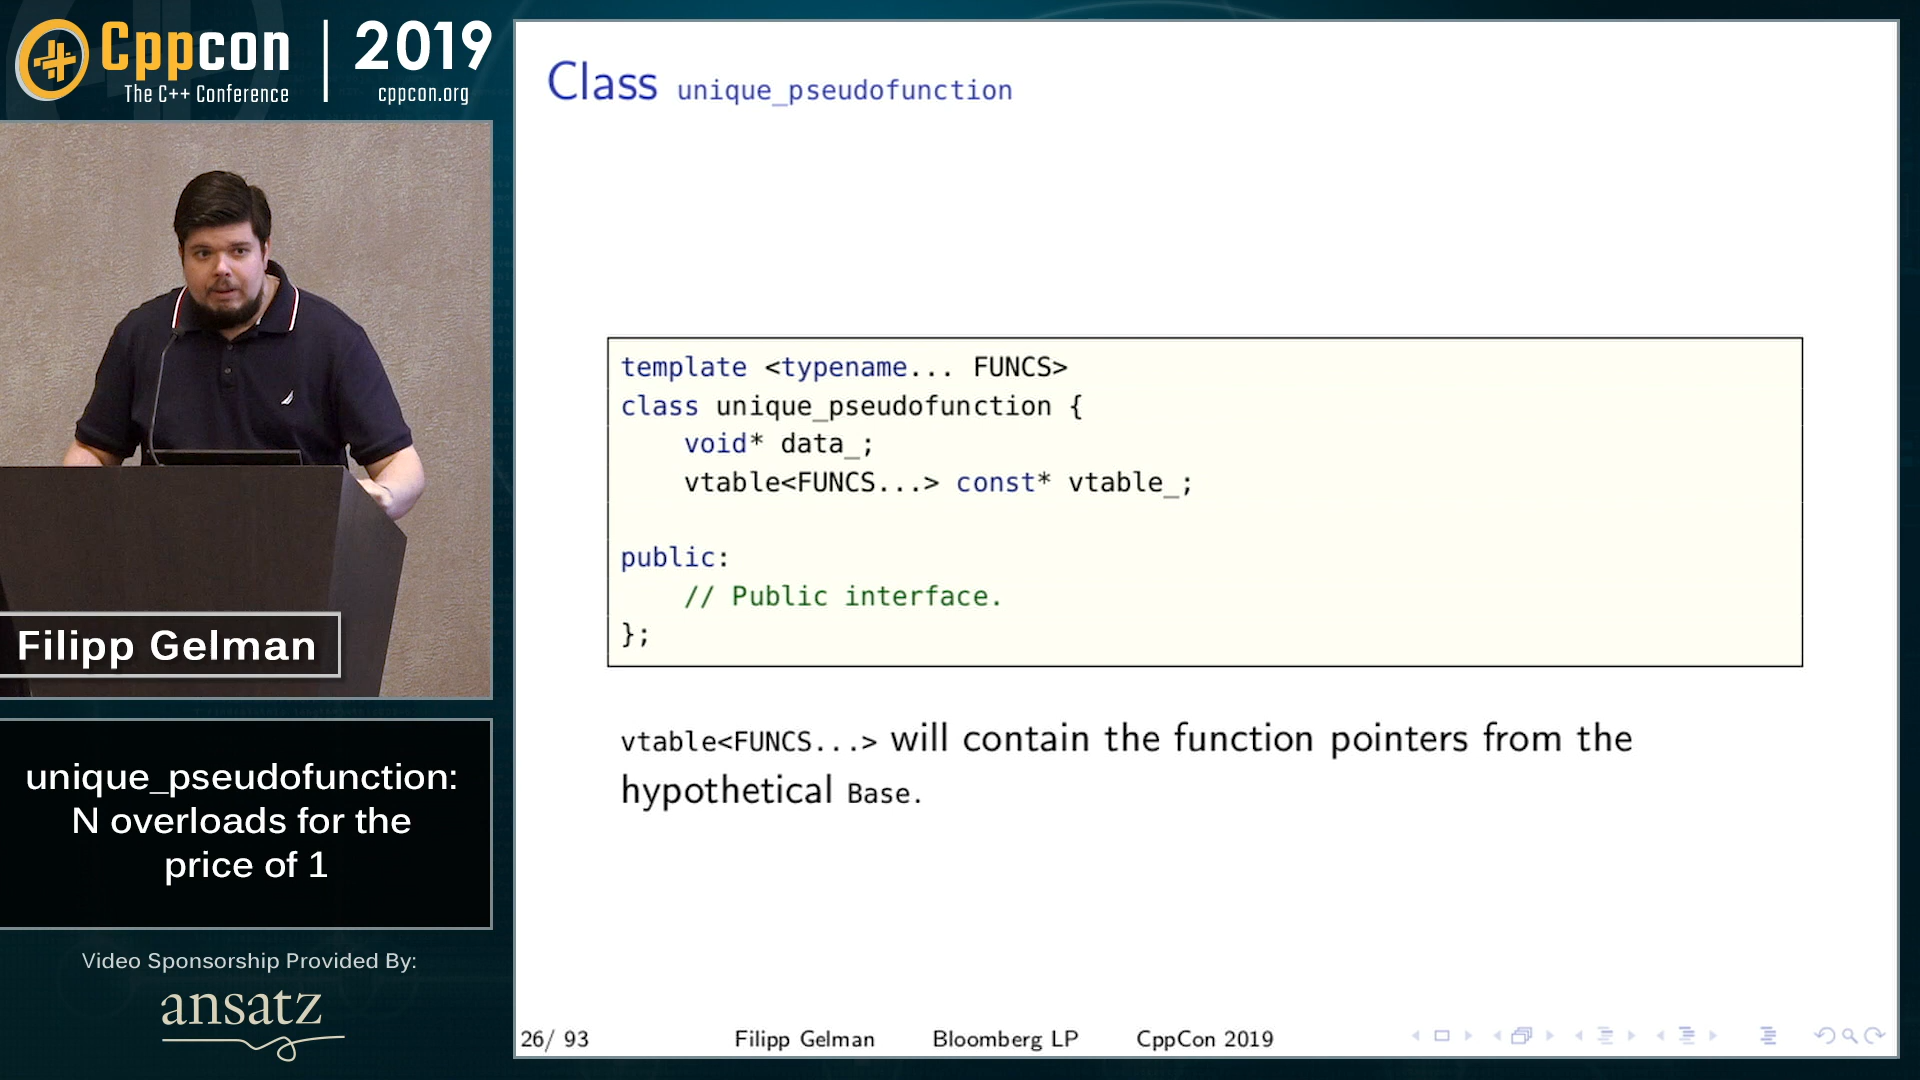 Cppcon
The C++ Conference
2019
cppcon.org
Filipp Gelman
unique_pseudofunction:
N overloads for the
price of 1
Video Sponsorship Provided By:
ansatz
Class unique_pseudofunction
template <typename... FUNCS>
class unique_pseudofunction {
    void* data_;
    vtable<FUNCS...> const* vtable_;
public:
    // Public interface.
};
vtable<FUNCS...> will contain the function pointers from the
hypothetical Base.
26/ 93 Filipp Gelman Bloomberg LP CppCon 2019